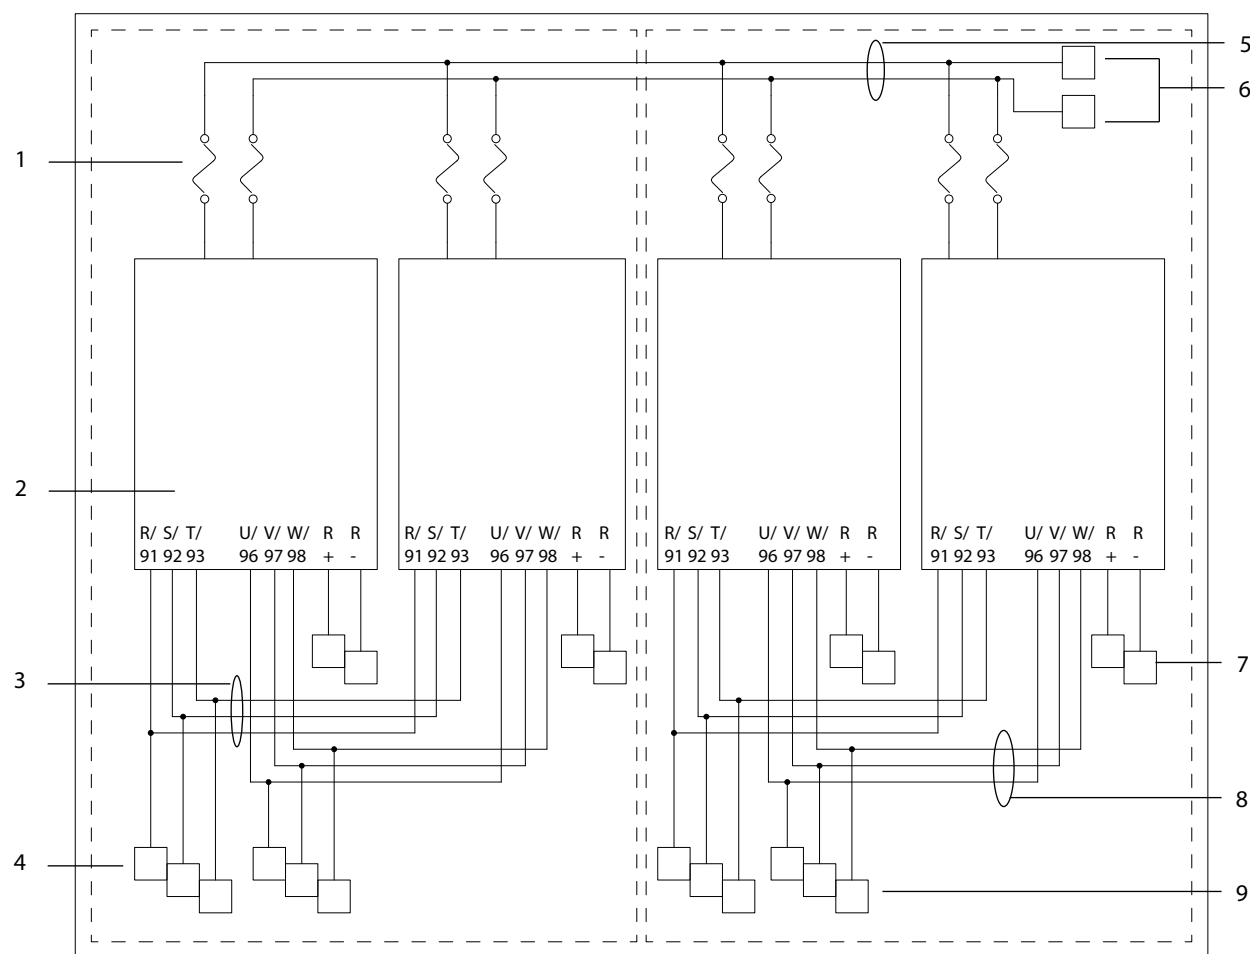 5
6
1
2
R/ S/ T/ U/ V/ W/ R R
91 92 93 96 97 98 + -
R/ S/ T/ U/ V/ W/ R R
91 92 93 96 97 98 + -
R/ S/ T/ U/ V/ W/ R R
91 92 93 96 97 98 + -
R/ S/ T/ U/ V/ W/ R R
91 92 93 96 97 98 + -
3
7
8
4
9